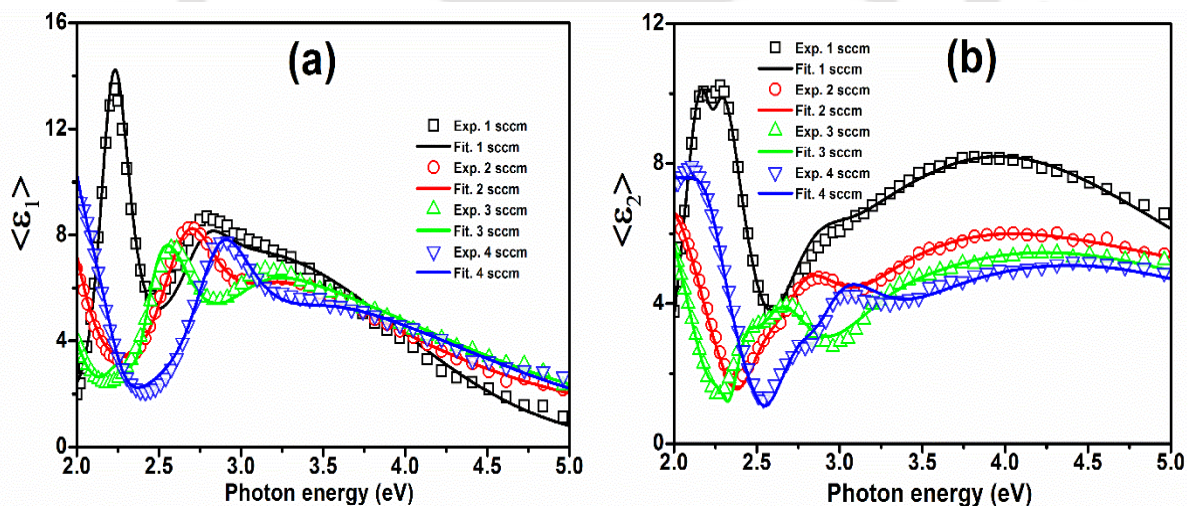 (a)
16
12
8
4
0
<ε₁>
Exp. 1 sccm
Fit. 1 sccm
Exp. 2 sccm
Fit. 2 sccm
Exp. 3 sccm
Fit. 3 sccm
Exp. 4 sccm
Fit. 4 sccm
2.0 2.5 3.0 3.5 4.0 4.5 5.0
Photon energy (eV)
(b)
12
8
4
0
<ε₂>
Exp. 1 sccm
Fit. 1 sccm
Exp. 2 sccm
Fit. 2 sccm
Exp. 3 sccm
Fit. 3 sccm
Exp. 4 sccm
Fit. 4 sccm
2.0 2.5 3.0 3.5 4.0 4.5 5.0
Photon energy (eV)